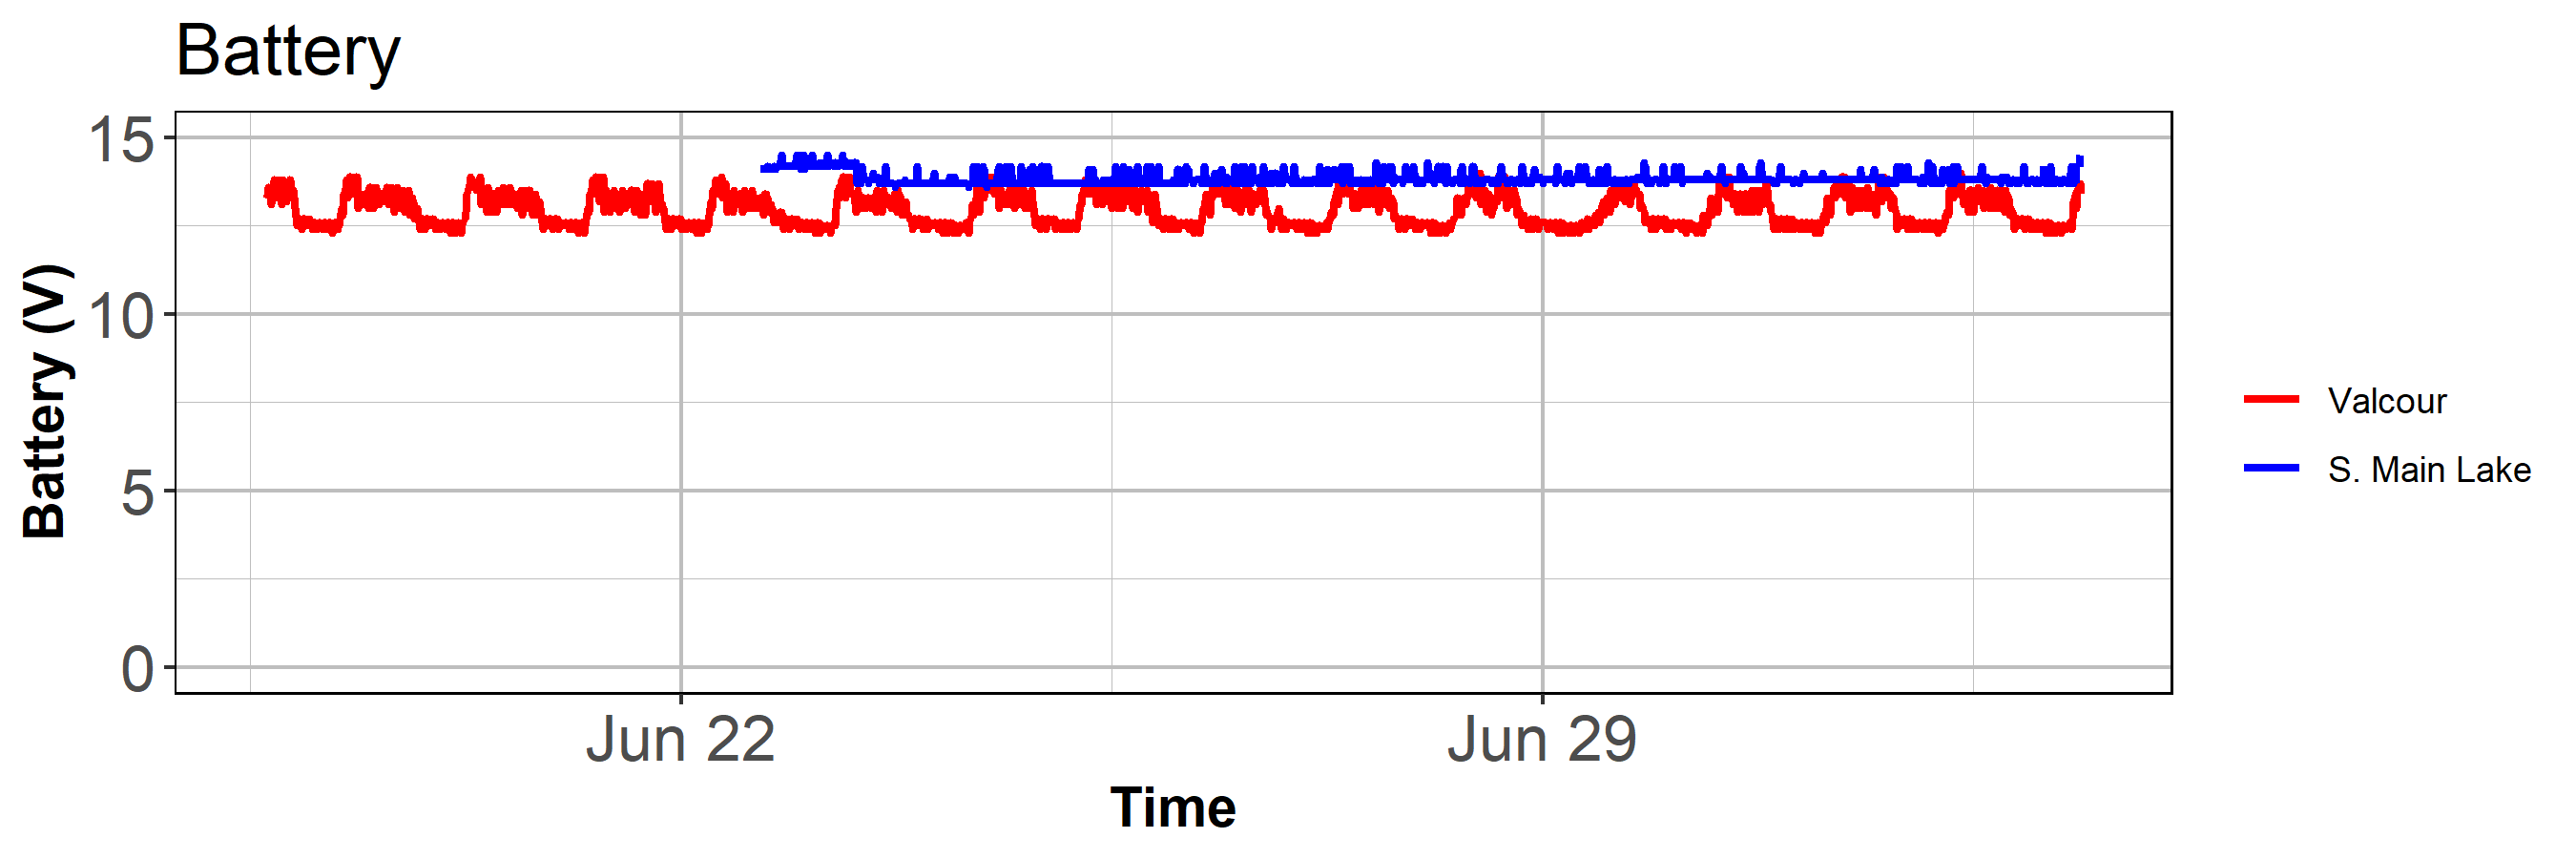 Battery
15
10
5
0
Battery (V)
Jun 22
Jun 29
Time
Valcour
S. Main Lake